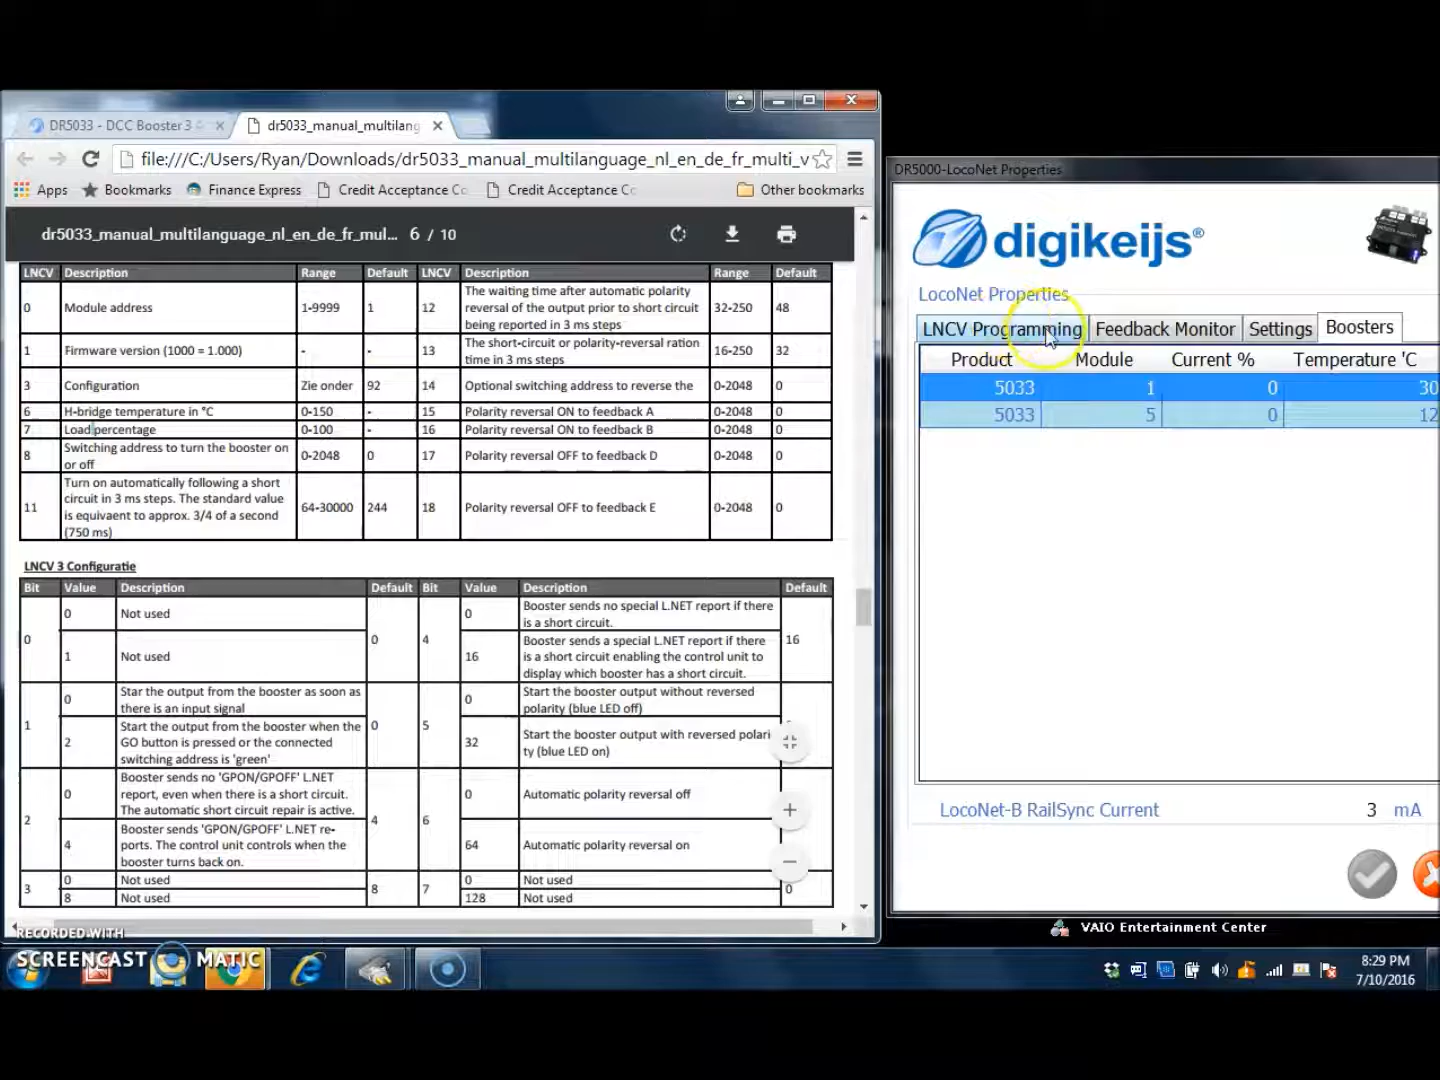 DR5033 - DCC Booster 3
dr5033_manual_multilang
file:///C:/Users/Ryan/Downloads/dr5033_manual_multilanguage_nl_en_de_fr_multi_v
Apps Bookmarks Finance Express Credit Acceptance Co Credit Acceptance Co Other bookmarks
dr5033_manual_multilanguage_nl_en_de_fr_mul... 6 / 10
LNCV Description Range Default LNCV Description Range Default
0 Module address 1-9999 1 12 The waiting time after automatic polarity
reversal of the output prior to short circuit
being reported in 3 ms steps 32-250 48
1 Firmware version (1000 = 1.000) - - 13 The short-circuit or polarity-reversal ration
time in 3 ms steps 16-250 32
3 Configuration Zie onder 92 14 Optional switching address to reverse the 0-2048 0
6 H-bridge temperature in °C 0-150 - 15 Polarity reversal ON to feedback A 0-2048 0
7 Load percentage 0-100 - 16 Polarity reversal ON to feedback B 0-2048 0
8 Switching address to turn the booster on
or off 0-2048 0 17 Polarity reversal OFF to feedback D 0-2048 0
11 Turn on automatically following a short
circuit in 3 ms steps. The standard value
is equivaent to approx. 3/4 of a second
(750 ms) 64-30000 244 18 Polarity reversal OFF to feedback E 0-2048 0
LNCV 3 Configuratie
Bit Value Description Default Bit Value Description Default
0 0 Not used
1 Not used 0
4 0 Booster sends no special L.NET report if there
is a short circuit.
16 Booster sends a special L.NET report if there
is a short circuit enabling the control unit to
display which booster has a short circuit. 16
1 0 Star the output from the booster as soon as
there is an input signal
2 Start the output from the booster when the
GO button is pressed or the connected
switching address is 'green' 0
5 0 Start the booster output without reversed
polarity (blue LED off)
32 Start the booster output with reversed polari
ty (blue LED on)
2 0 Booster sends no 'GPON/GPOFF' L.NET
report, even when there is a short circuit.
The automatic short circuit repair is active.
4 Booster sends 'GPON/GPOFF' L.NET re-
ports. The control unit controls when the
booster turns back on. 4
6 0 Automatic polarity reversal off
64 Automatic polarity reversal on
3 0 Not used
8 Not used 8
7 0 Not used
128 Not used 0
DR5000-LocoNet Properties
digikeijs®
LocoNet Properties
LNCV Programming Feedback Monitor Settings Boosters
Product Module Current % Temperature 'C
5033 1 0 30
5033 5 0 12
LocoNet-B RailSync Current 3 mA
VAIO Entertainment Center
RECORDED WITH
SCREENCAST MATIC
8:29 PM
7/10/2016